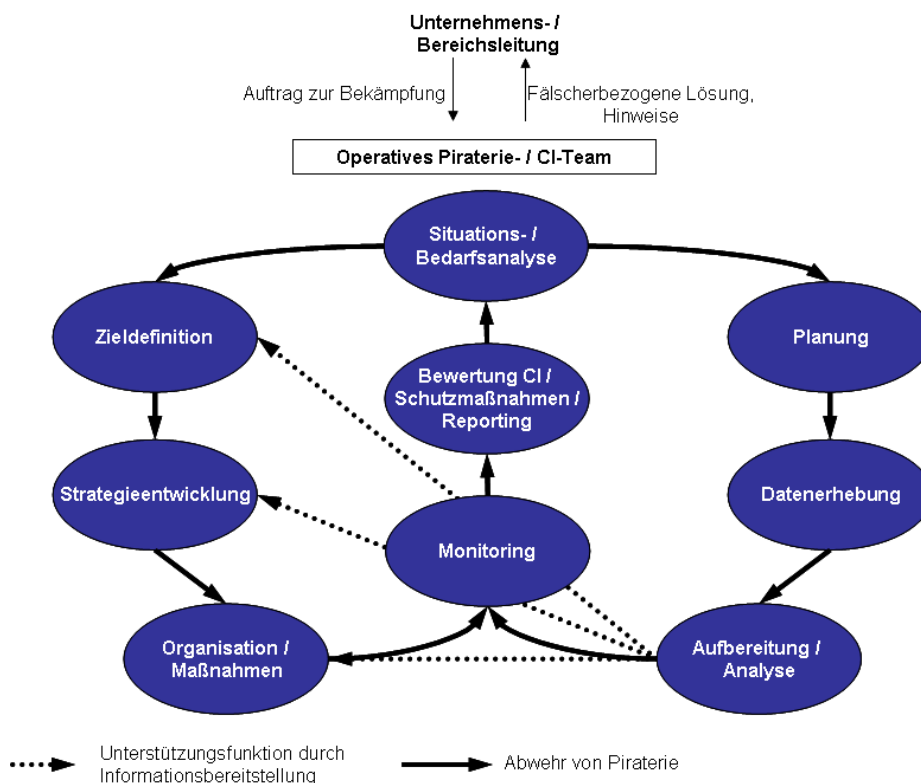 Unternehmens- /
Bereichsleitung
Auftrag zur Bekämpfung
Fälscherbezogene Lösung,
Hinweise
Operatives Piraterie- / CI-Team
Situations- /
Bedarfsanalyse
Zieldefinition
Planung
Bewertung CI /
Schutzmaßnahmen /
Reporting
Strategieentwicklung
Datenerhebung
Monitoring
Organisation /
Maßnahmen
Aufbereitung /
Analyse
Unterstützungsfunktion durch
Informationsbereitstellung
Abwehr von Piraterie